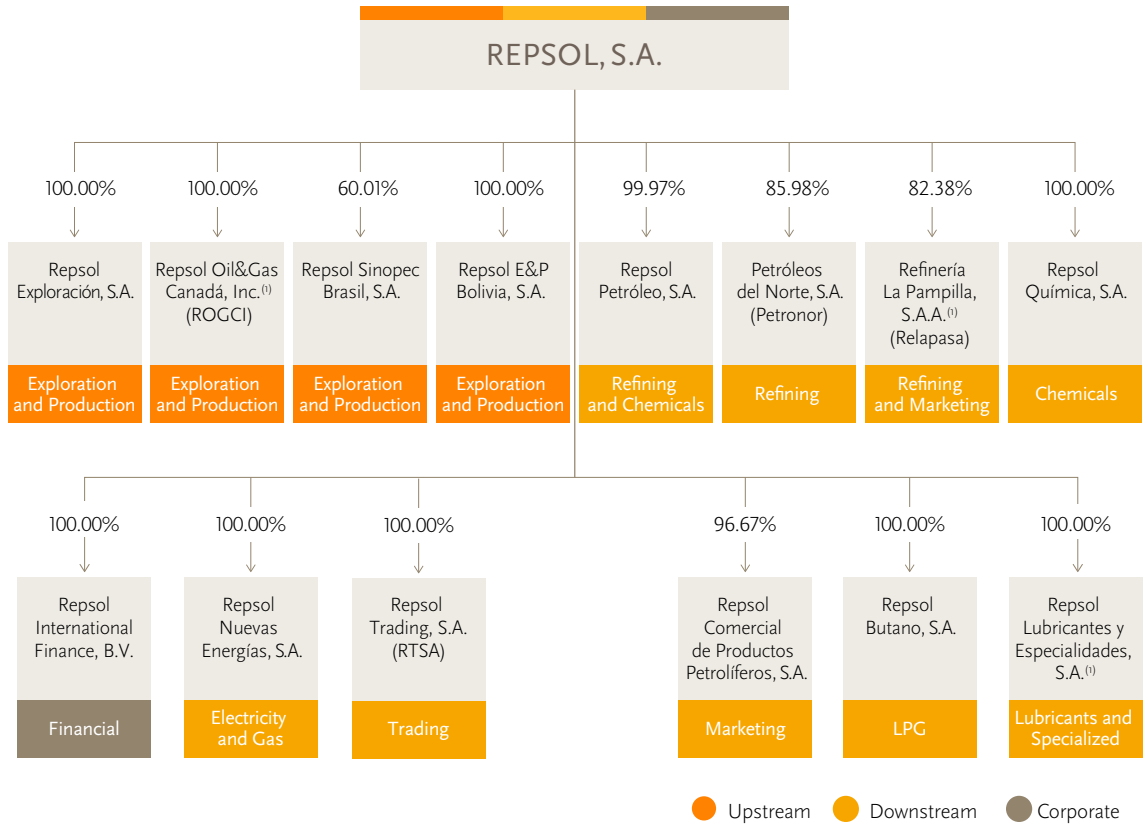 REPSOL, S.A.
100.00%
100.00%
60.01%
100.00%
99.97%
85.98%
82.38%
100.00%
Repsol
Exploración, S.A.
Exploration
and Production
Repsol Oil&Gas
Canadá, Inc.(1)
(ROGCI)
Exploration
and Production
Repsol Sinopec
Brasil, S.A.
Exploration
and Production
Repsol E&P
Bolivia, S.A.
Exploration
and Production
Repsol
Petróleo, S.A.
Refining
and Chemicals
Petróleos
del Norte, S.A.
(Petronor)
Refining
Refinería
La Pampilla,
S.A.A.(1)
(Relapasa)
Refining
and Marketing
Repsol
Química, S.A.
Chemicals
100.00%
100.00%
100.00%
96.67%
100.00%
100.00%
Repsol
International
Finance, B.V.
Financial
Repsol
Nuevas
Energías, S.A.
Electricity
and Gas
Repsol
Trading, S.A.
(RTSA)
Trading
Repsol
Comercial
de Productos
Petrolíferos, S.A.
Marketing
Repsol
Butano, S.A.
LPG
Repsol
Lubricantes y
Especialidades,
S.A.(1)
Lubricants and
Specialized
Upstream
Downstream
Corporate